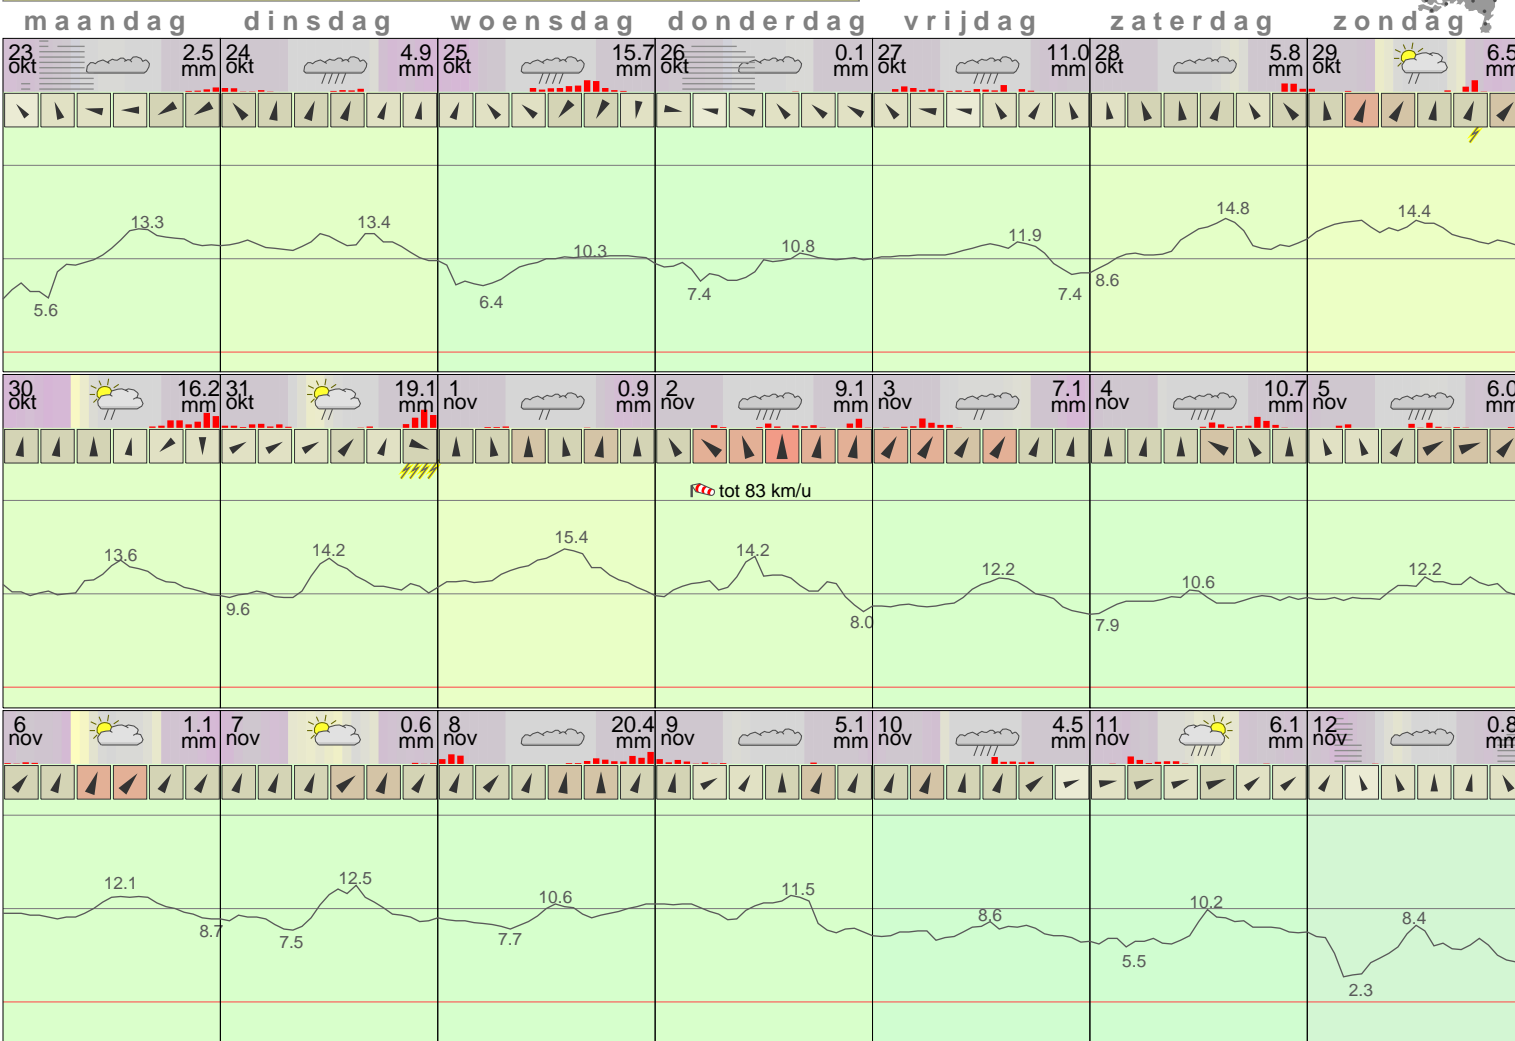 maandag dinsdag woensdag donderdag vrijdag zaterdag zondag
23 okt 2.5 mm
24 okt 4.9 mm
25 okt 15.7 mm
26 okt 0.1 mm
27 okt 11.0 mm
28 okt 5.8 mm
29 okt 6.5 mm
5.6 13.3
13.4
6.4 10.3
7.4 10.8
11.9 7.4
8.6 14.8
14.4
30 okt 16.2 mm
31 okt 19.1 mm
1 nov 0.9 mm
2 nov 9.1 mm
3 nov 7.1 mm
4 nov 10.7 mm
5 nov 6.0 mm
tot 83 km/u
13.6
9.6 14.2
15.4
14.2 8.0
12.2
7.9 10.6
12.2
6 nov 1.1 mm
7 nov 0.6 mm
8 nov 20.4 mm
9 nov 5.1 mm
10 nov 4.5 mm
11 nov 6.1 mm
12 nov 0.8 mm
12.1 8.7
7.5 12.5
7.7 10.6
11.5
8.6
5.5 10.2
2.3 8.4